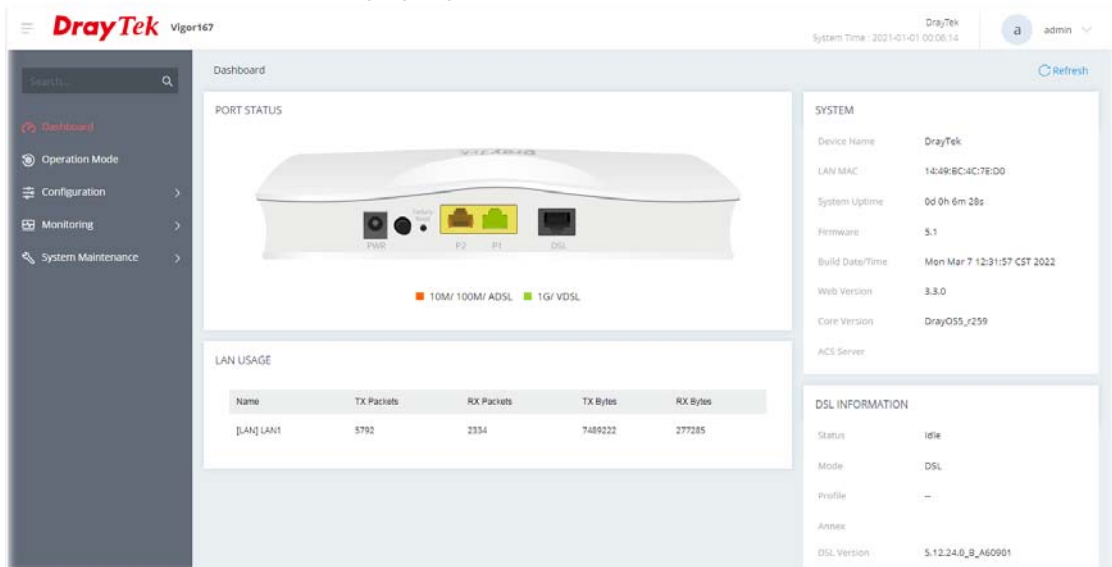 DrayTek Vigor167
DrayTek
System Time : 2021-01-01 00:06:14
a admin
Search...
Dashboard
Operation Mode
Configuration
Monitoring
System Maintenance
Dashboard
Refresh
PORT STATUS
DrayTek
Factory Reset
PWR P2 P1 DSL
10M/ 100M/ ADSL 1G/ VDSL
LAN USAGE
Name TX Packets RX Packets TX Bytes RX Bytes
[LAN] LAN1 5792 2334 7489222 277285
SYSTEM
Device Name DrayTek
LAN MAC 14:49:BC:4C:7E:D0
System Uptime 0d 0h 6m 28s
Firmware 5.1
Build Date/Time Mon Mar 7 12:31:57 CST 2022
Web Version 3.3.0
Core Version DrayOS5_r259
ACS Server
DSL INFORMATION
Status Idle
Mode DSL
Profile --
Annex
DSL Version 5.12.24.0_B_A60901